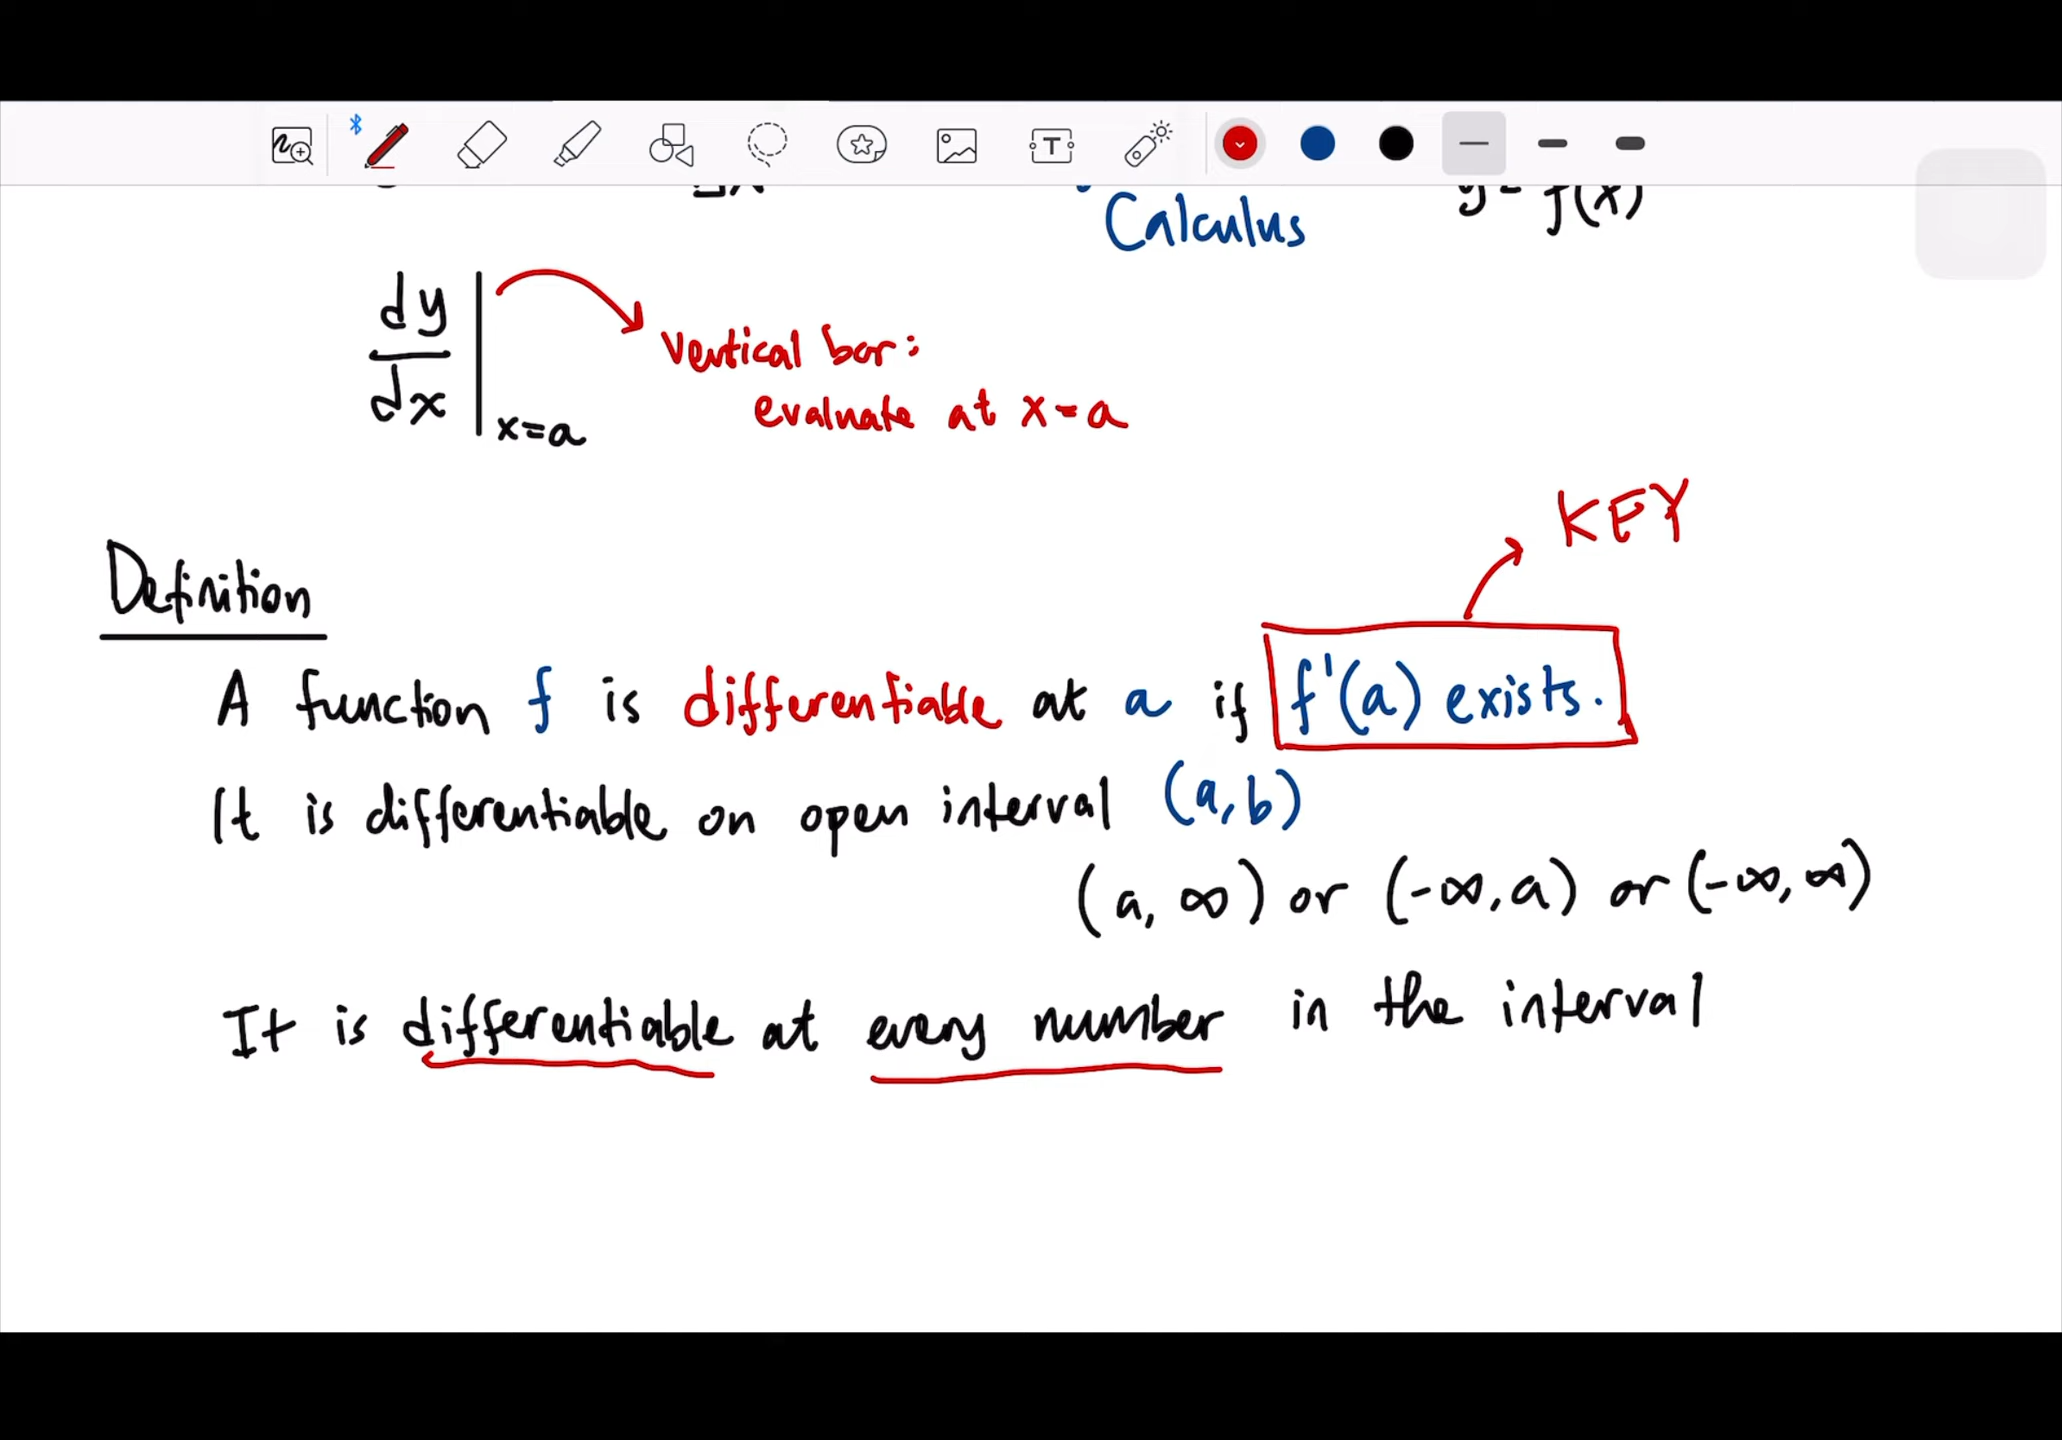 Calculus y = f(x)
dy
dx
x=a
Vertical bar:
evaluate at x=a
KEY
Definition
A function f is differentiable at a if f'(a) exists.
It is differentiable on open interval (a,b)
(a, ∞) or (-∞, a) or (-∞, ∞)
It is differentiable at every number in the interval